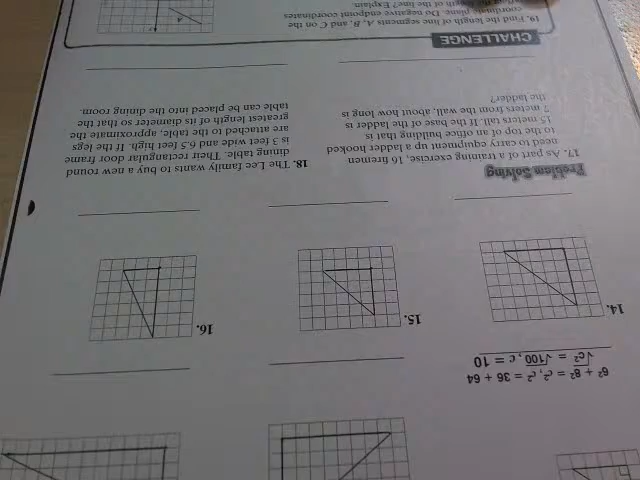 6² + 8² = c², c² = 36 + 64
√c² = √100, c = 10
14.
15.
16.
Problem Solving
17. As part of a training exercise, 16 firemen
need to carry equipment up a ladder hooked
to the top of an office building that is
15 meters tall. If the base of the ladder is
7 meters from the wall, about how long is
the ladder?
18. The Lee family wants to buy a new round
dining table. Their rectangular door frame
is 3 feet wide and 6.5 feet high. If the legs
are attached to the table, approximate the
greatest length of its diameter so that the
table can be placed into the dining room.
CHALLENGE
19. Find the length of line segments A, B, and C on the
coordinate plane. Do negative endpoint coordinates
length of the line? Explain.
A